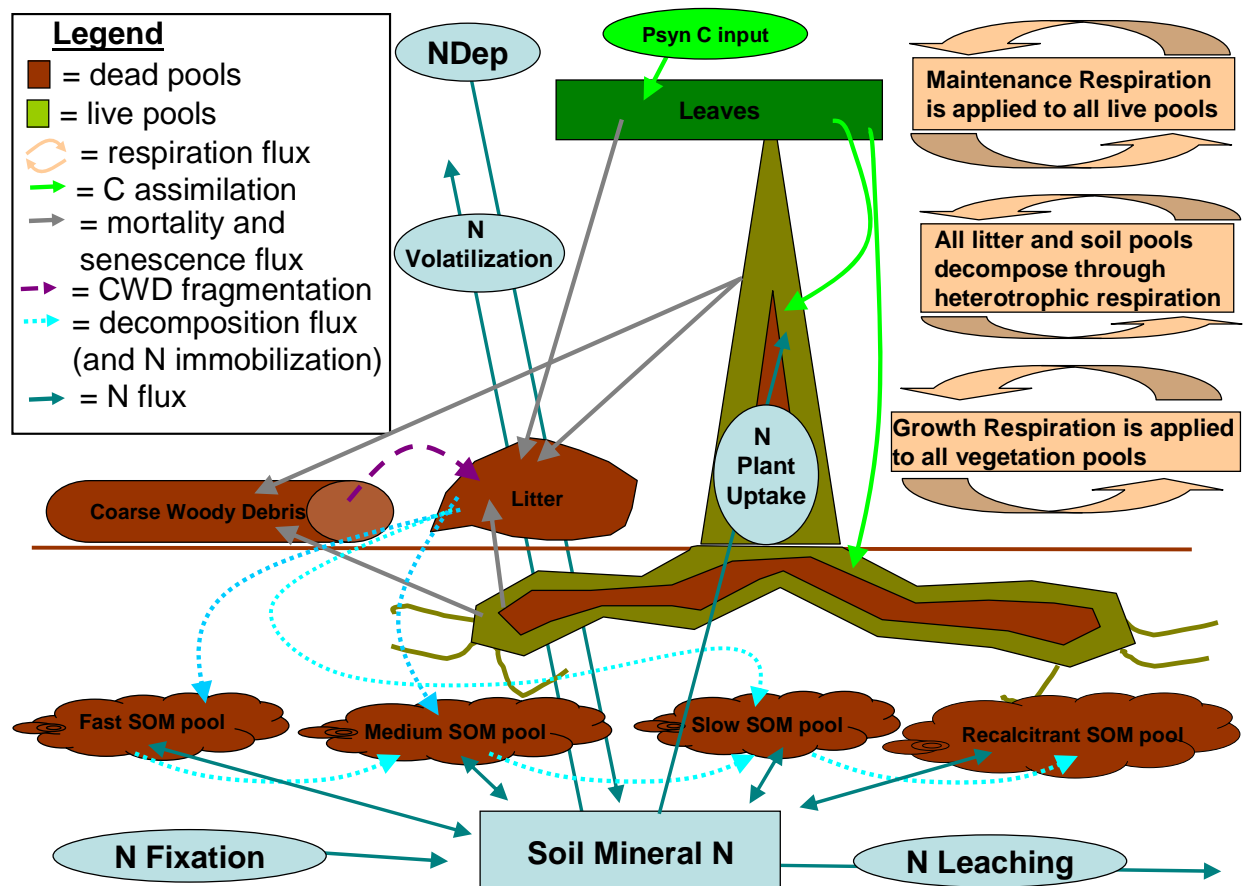 Legend
= dead pools
= live pools
= respiration flux
= C assimilation
= mortality and
senescence flux
= CWD fragmentation
= decomposition flux
(and N immobilization)
= N flux
NDep
Psyn C input
Leaves
N
Volatilization
Maintenance Respiration
is applied to all live pools
All litter and soil pools
decompose through
heterotrophic respiration
Growth Respiration is applied
to all vegetation pools
N
Plant
Uptake
Coarse Woody Debris
Litter
Fast SOM pool
Medium SOM pool
Slow SOM pool
Recalcitrant SOM pool
N Fixation
Soil Mineral N
N Leaching